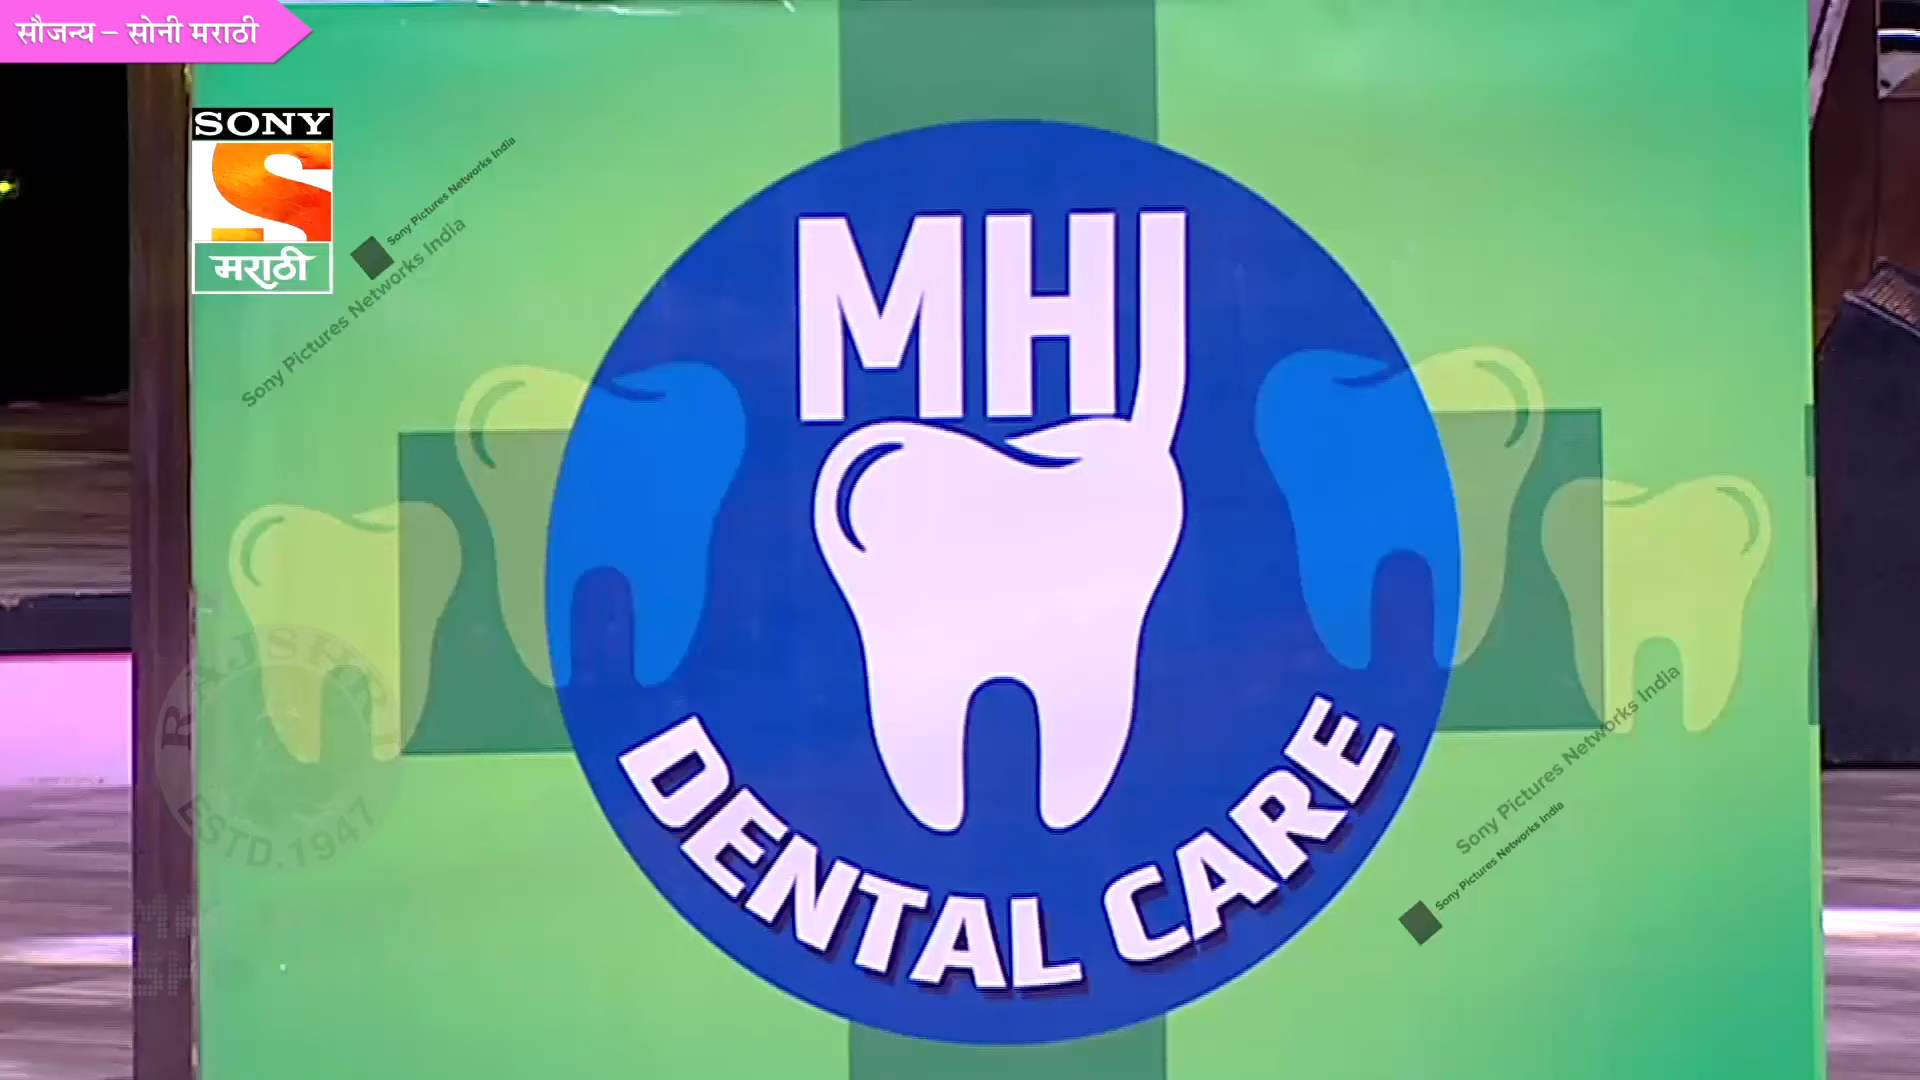 सौजन्य – सोनी मराठी
SONY
मराठी
Sony Pictures Networks India
Sony Pictures Networks India
MHJ
DENTAL CARE
RAJSHRI
ESTD. 1947
Sony Pictures Networks India
Sony Pictures Networks India